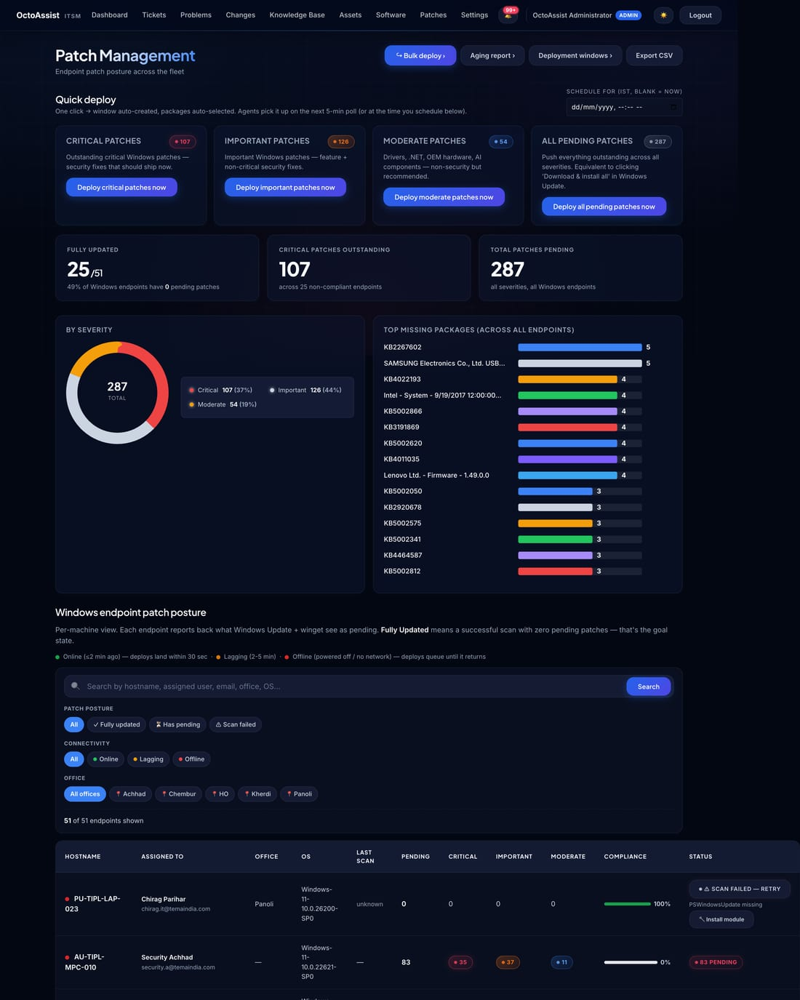 OctoAssist ITSM Dashboard Tickets Problems Changes Knowledge Base Assets Software Patches Settings 99+ OctoAssist Administrator ADMIN Logout
Patch Management
Endpoint patch posture across the fleet
↪ Bulk deploy › Aging report › Deployment windows › Export CSV
Quick deploy
One click → window auto-created, packages auto-selected. Agents pick it up on the next 5-min poll (or at the time you schedule below).
SCHEDULE FOR (IST, BLANK = NOW)
dd/mm/yyyy, --:-- --
CRITICAL PATCHES 107
Outstanding critical Windows patches —
security fixes that should ship now.
Deploy critical patches now
IMPORTANT PATCHES 126
Important Windows patches — feature +
non-critical security fixes.
Deploy important patches now
MODERATE PATCHES 54
Drivers, .NET, OEM hardware, AI
components — non-security but
recommended.
Deploy moderate patches now
ALL PENDING PATCHES 287
Push everything outstanding across all
severities. Equivalent to clicking
'Download & install all' in Windows
Update.
Deploy all pending patches now
FULLY UPDATED
25/51
49% of Windows endpoints have 0 pending patches
CRITICAL PATCHES OUTSTANDING
107
across 25 non-compliant endpoints
TOTAL PATCHES PENDING
287
all severities, all Windows endpoints
BY SEVERITY
287
TOTAL
Critical 107 (37%) Important 126 (44%)
Moderate 54 (19%)
TOP MISSING PACKAGES (ACROSS ALL ENDPOINTS)
KB2267602 5
SAMSUNG Electronics Co., Ltd. USB... 5
KB4022193 4
Intel - System - 9/19/2017 12:00:00... 4
KB5002866 4
KB3191869 4
KB5002620 4
KB4011035 4
Lenovo Ltd. - Firmware - 1.49.0.0 4
KB5002050 3
KB2920678 3
KB5002575 3
KB5002341 3
KB4464587 3
KB5002812 3
Windows endpoint patch posture
Per-machine view. Each endpoint reports back what Windows Update + winget see as pending. Fully Updated means a successful scan with zero pending patches — that's the goal
state.
Online (≤2 min ago) — deploys land within 30 sec · Lagging (2-5 min) · Offline (powered off / no network) — deploys queue until it returns
Search by hostname, assigned user, email, office, OS...
Search
PATCH POSTURE
All ✓ Fully updated ⏳ Has pending ⚠ Scan failed
CONNECTIVITY
All Online Lagging Offline
OFFICE
All offices 📍 Achhad 📍 Chembur 📍 HO 📍 Kherdi 📍 Panoli
51 of 51 endpoints shown
HOSTNAME ASSIGNED TO OFFICE OS LAST SCAN PENDING CRITICAL IMPORTANT MODERATE COMPLIANCE STATUS
PU-TIPL-LAP-
023
Chirag Parihar
chirag.it@temaindia.com
Panoli
Windows-
11-
10.0.26200-
SP0
unknown 0 0 0 0 100%
⚠ SCAN FAILED — RETRY
PSWindowsUpdate missing
🔧 Install module
AU-TIPL-
MPC-010
Security Achhad
security.a@temaindia.com
—
Windows-
11-
10.0.22621-
SP0
— 83 35 37 11 0% 83 PENDING